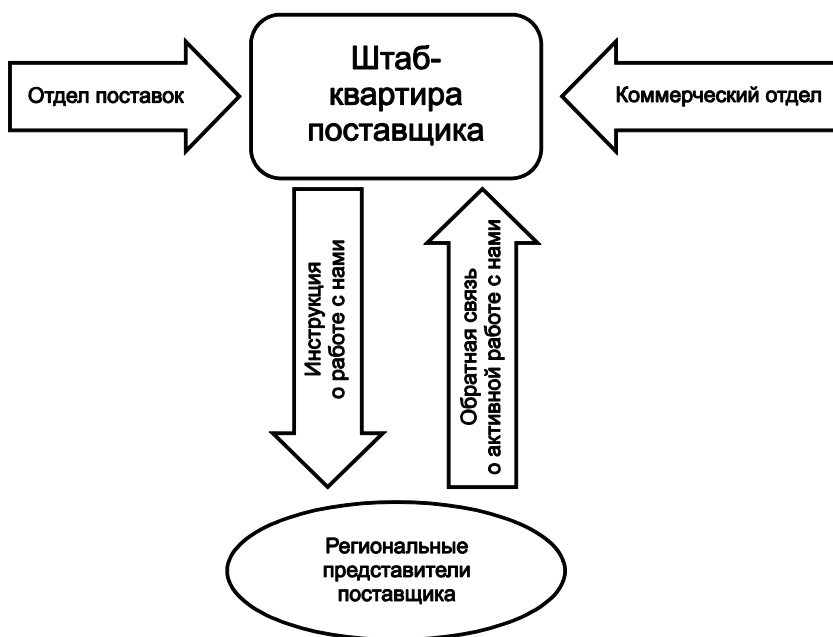 Штаб-
квартира
поставщика
Отдел поставок
Коммерческий отдел
Инструкция
о работе с нами
Обратная связь
о активной работе с нами
Региональные
представители
поставщика